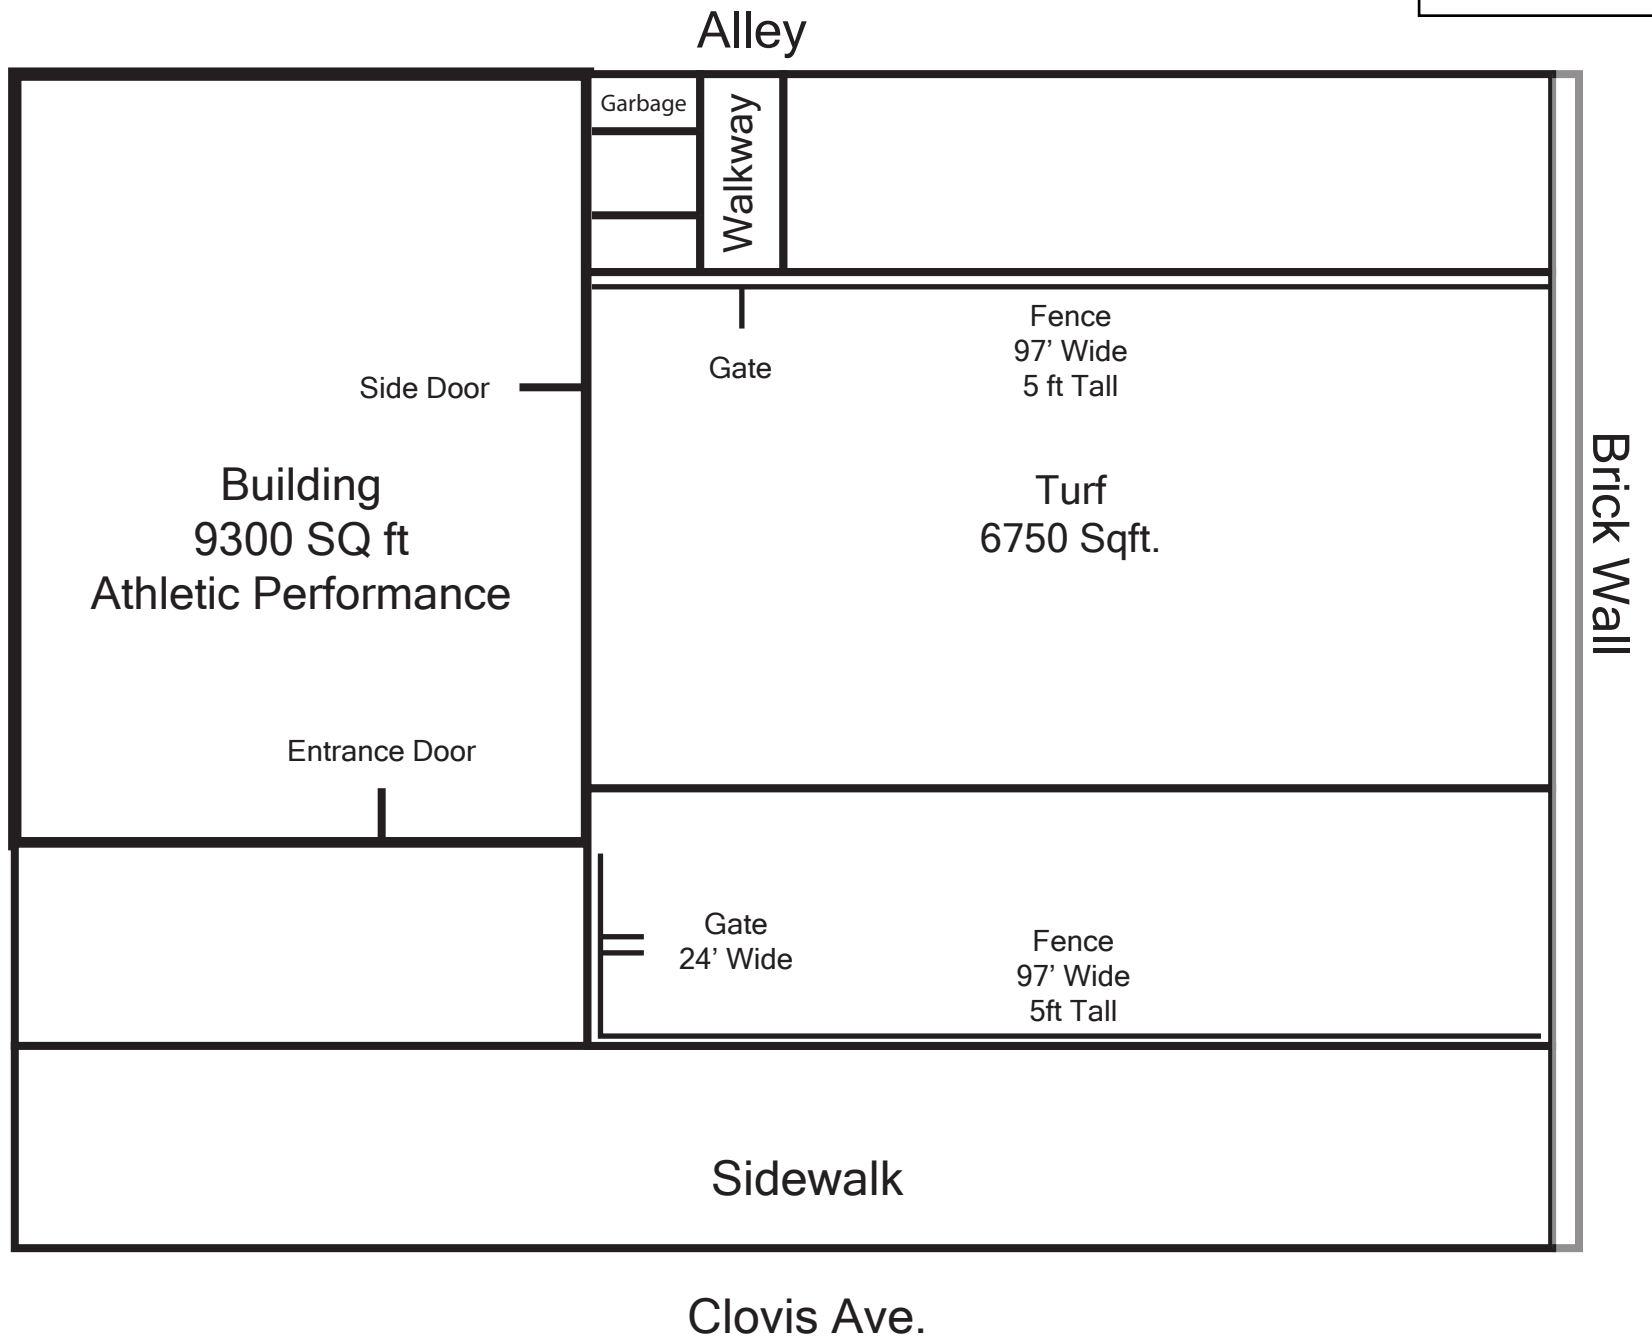 Alley
Garbage
Walkway
Fence
97’ Wide
5 ft Tall
Gate
Side Door
Building
9300 SQ ft
Athletic Performance
Turf
6750 Sqft.
Brick Wall
Entrance Door
Gate
24’ Wide
Fence
97’ Wide
5ft Tall
Sidewalk
Clovis Ave.